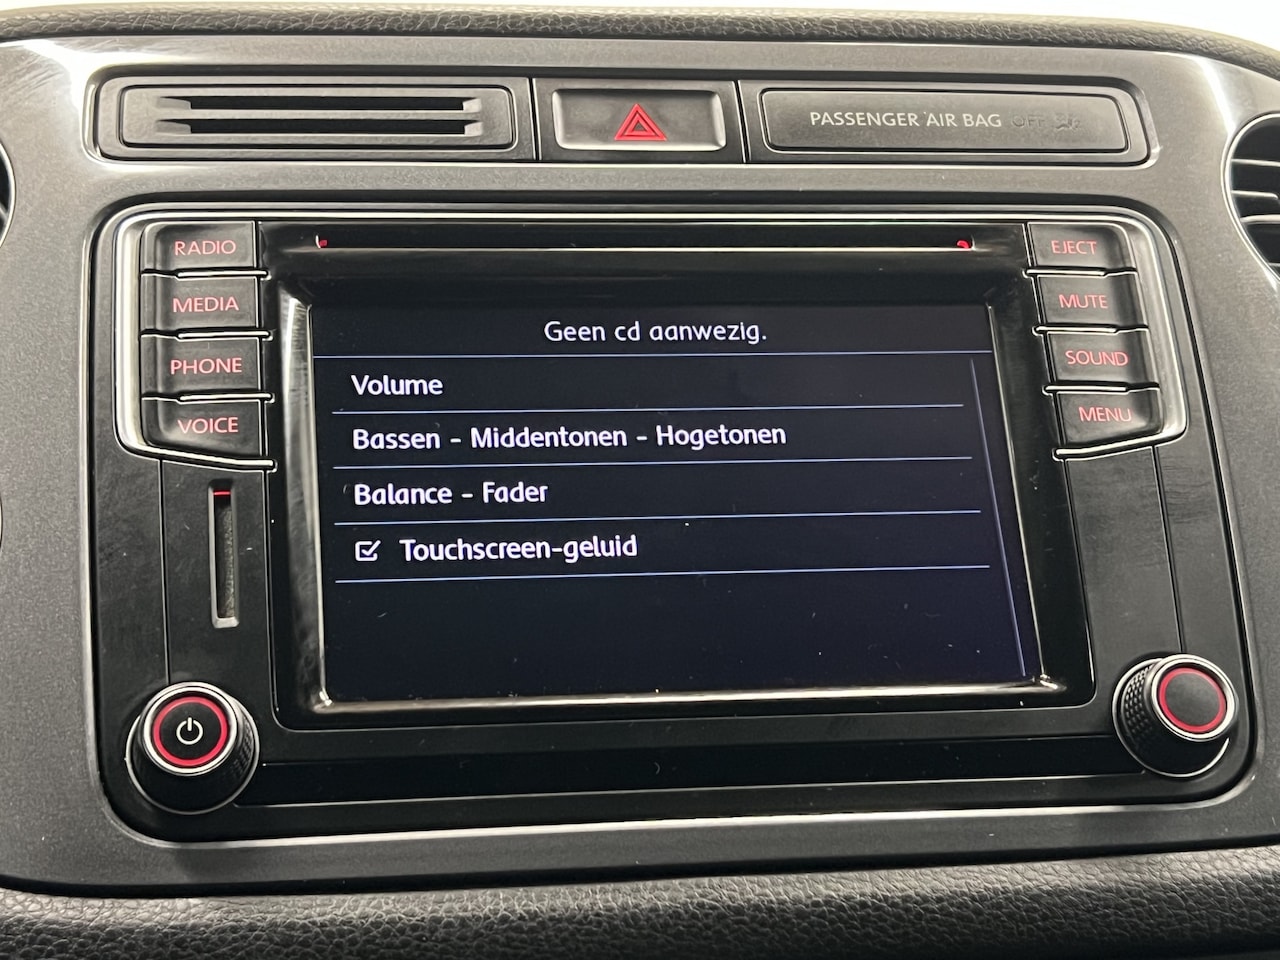 PASSENGER AIR BAG OFF
RADIO
MEDIA
PHONE
VOICE
EJECT
MUTE
SOUND
MENU
Geen cd aanwezig.
Volume
Bassen - Middentonen - Hogetonen
Balance - Fader
Touchscreen-geluid